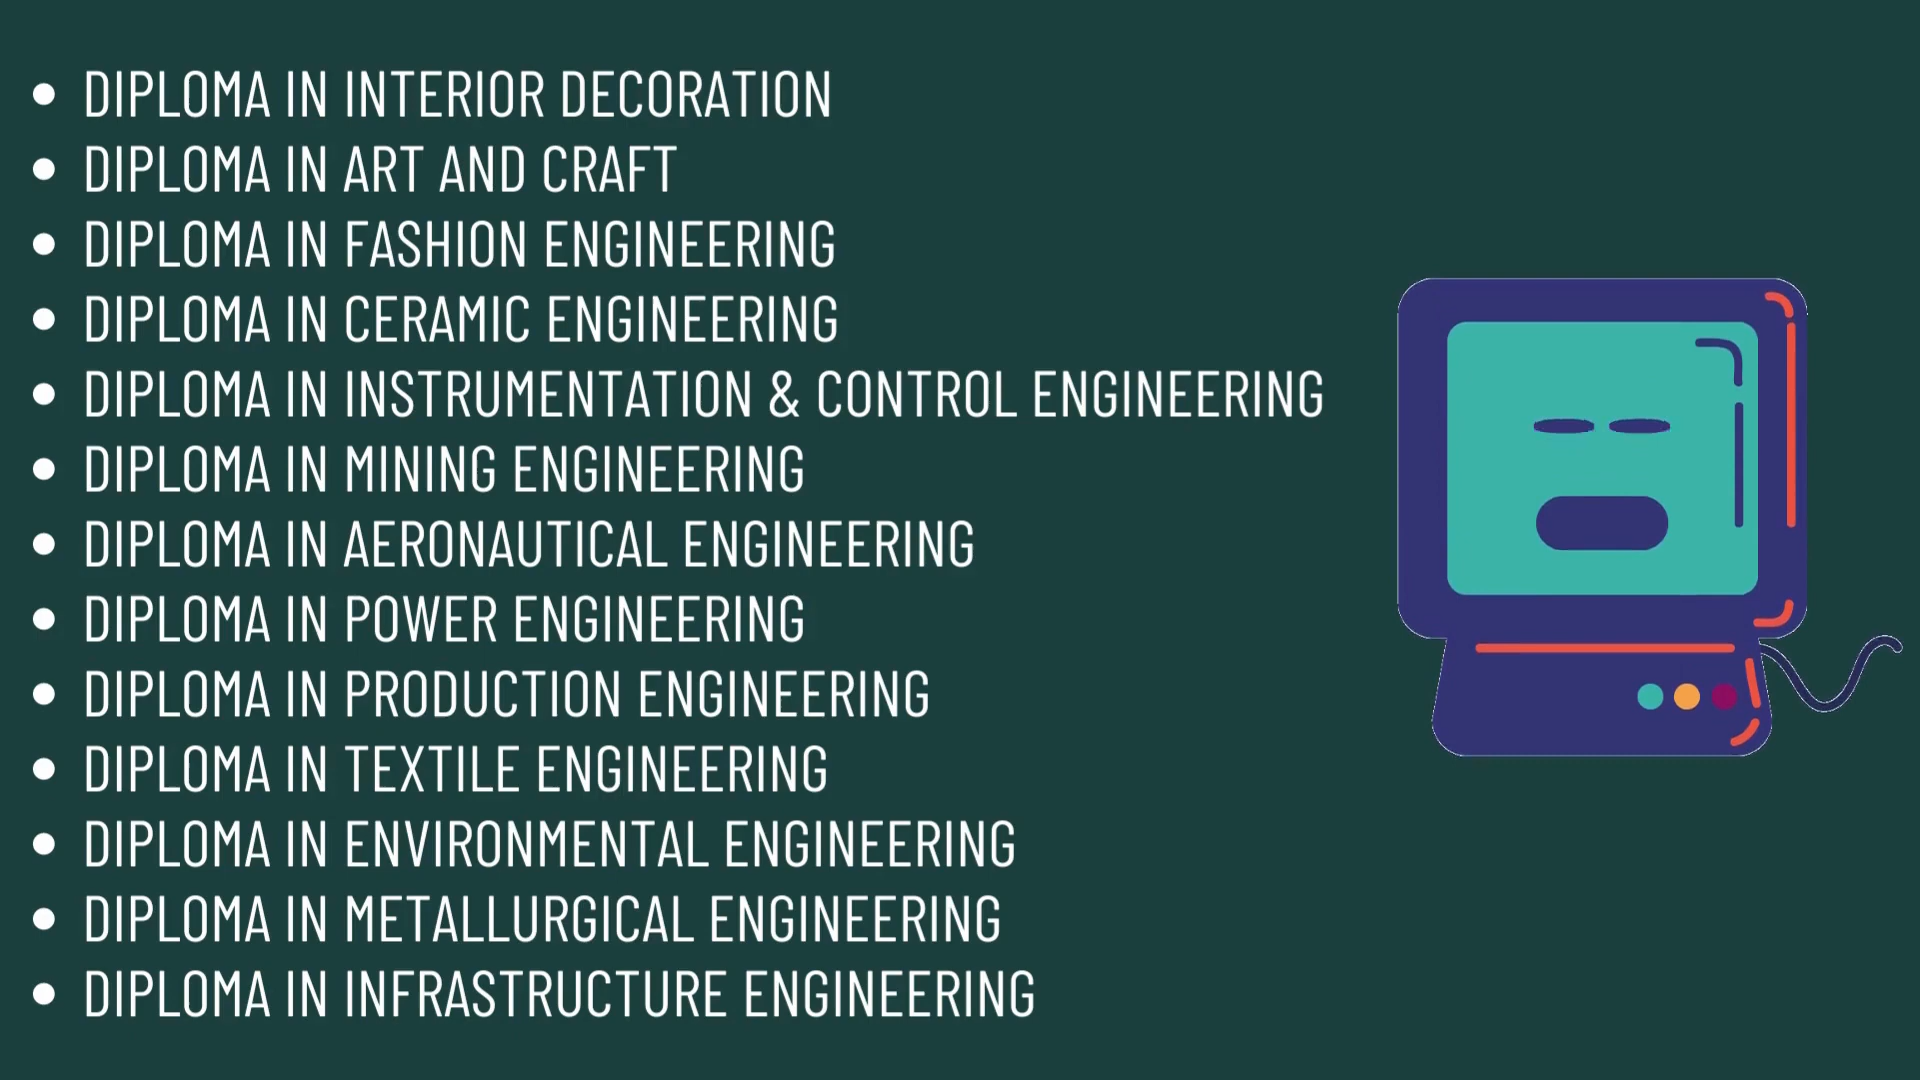 • DIPLOMA IN INTERIOR DECORATION
• DIPLOMA IN ART AND CRAFT
• DIPLOMA IN FASHION ENGINEERING
• DIPLOMA IN CERAMIC ENGINEERING
• DIPLOMA IN INSTRUMENTATION & CONTROL ENGINEERING
• DIPLOMA IN MINING ENGINEERING
• DIPLOMA IN AERONAUTICAL ENGINEERING
• DIPLOMA IN POWER ENGINEERING
• DIPLOMA IN PRODUCTION ENGINEERING
• DIPLOMA IN TEXTILE ENGINEERING
• DIPLOMA IN ENVIRONMENTAL ENGINEERING
• DIPLOMA IN METALLURGICAL ENGINEERING
• DIPLOMA IN INFRASTRUCTURE ENGINEERING